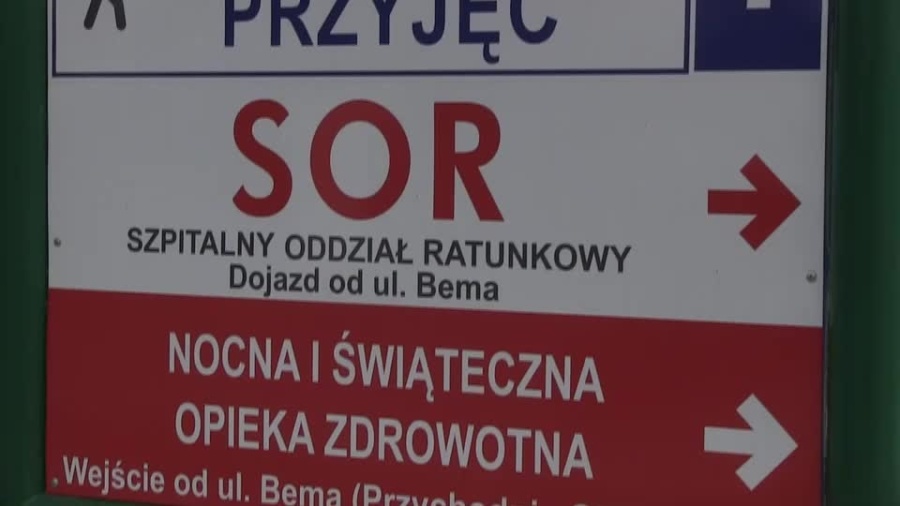 PRZYJĘĆ
SOR
SZPITALNY ODDZIAŁ RATUNKOWY
Dojazd od ul. Bema
NOCNA I ŚWIĄTECZNA
OPIEKA ZDROWOTNA
Wejście od ul. Bema